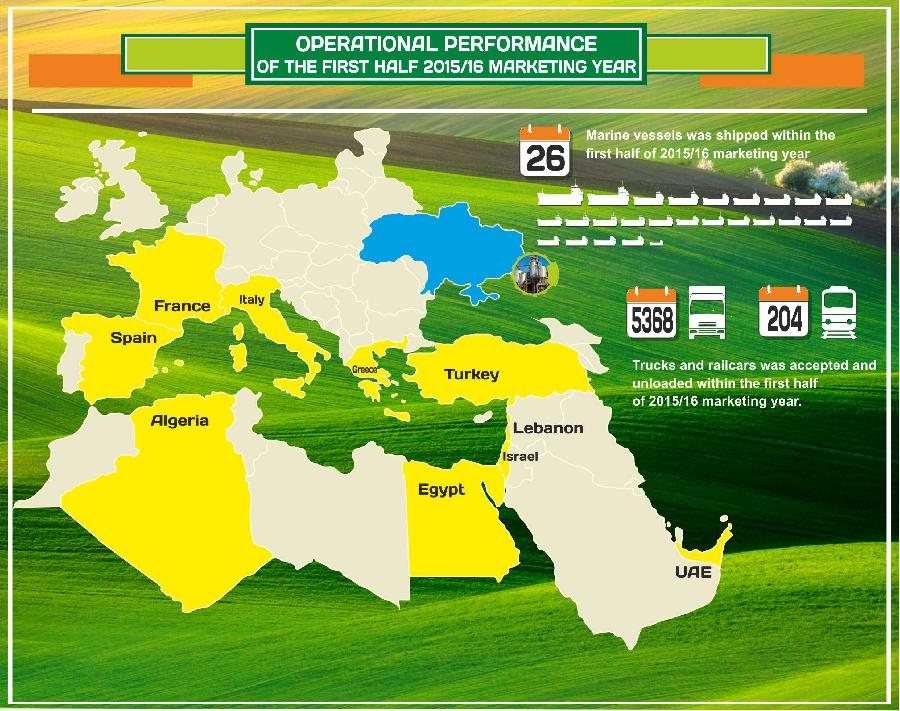 OPERATIONAL PERFORMANCE
OF THE FIRST HALF 2015/16 MARKETING YEAR
26
Marine vessels was shipped within the
first half of 2015/16 marketing year
5368
204
Trucks and railcars was accepted and
unloaded within the first half
of 2015/16 marketing year.
France
Italy
Spain
Greece
Turkey
Algeria
Lebanon
Israel
Egypt
UAE